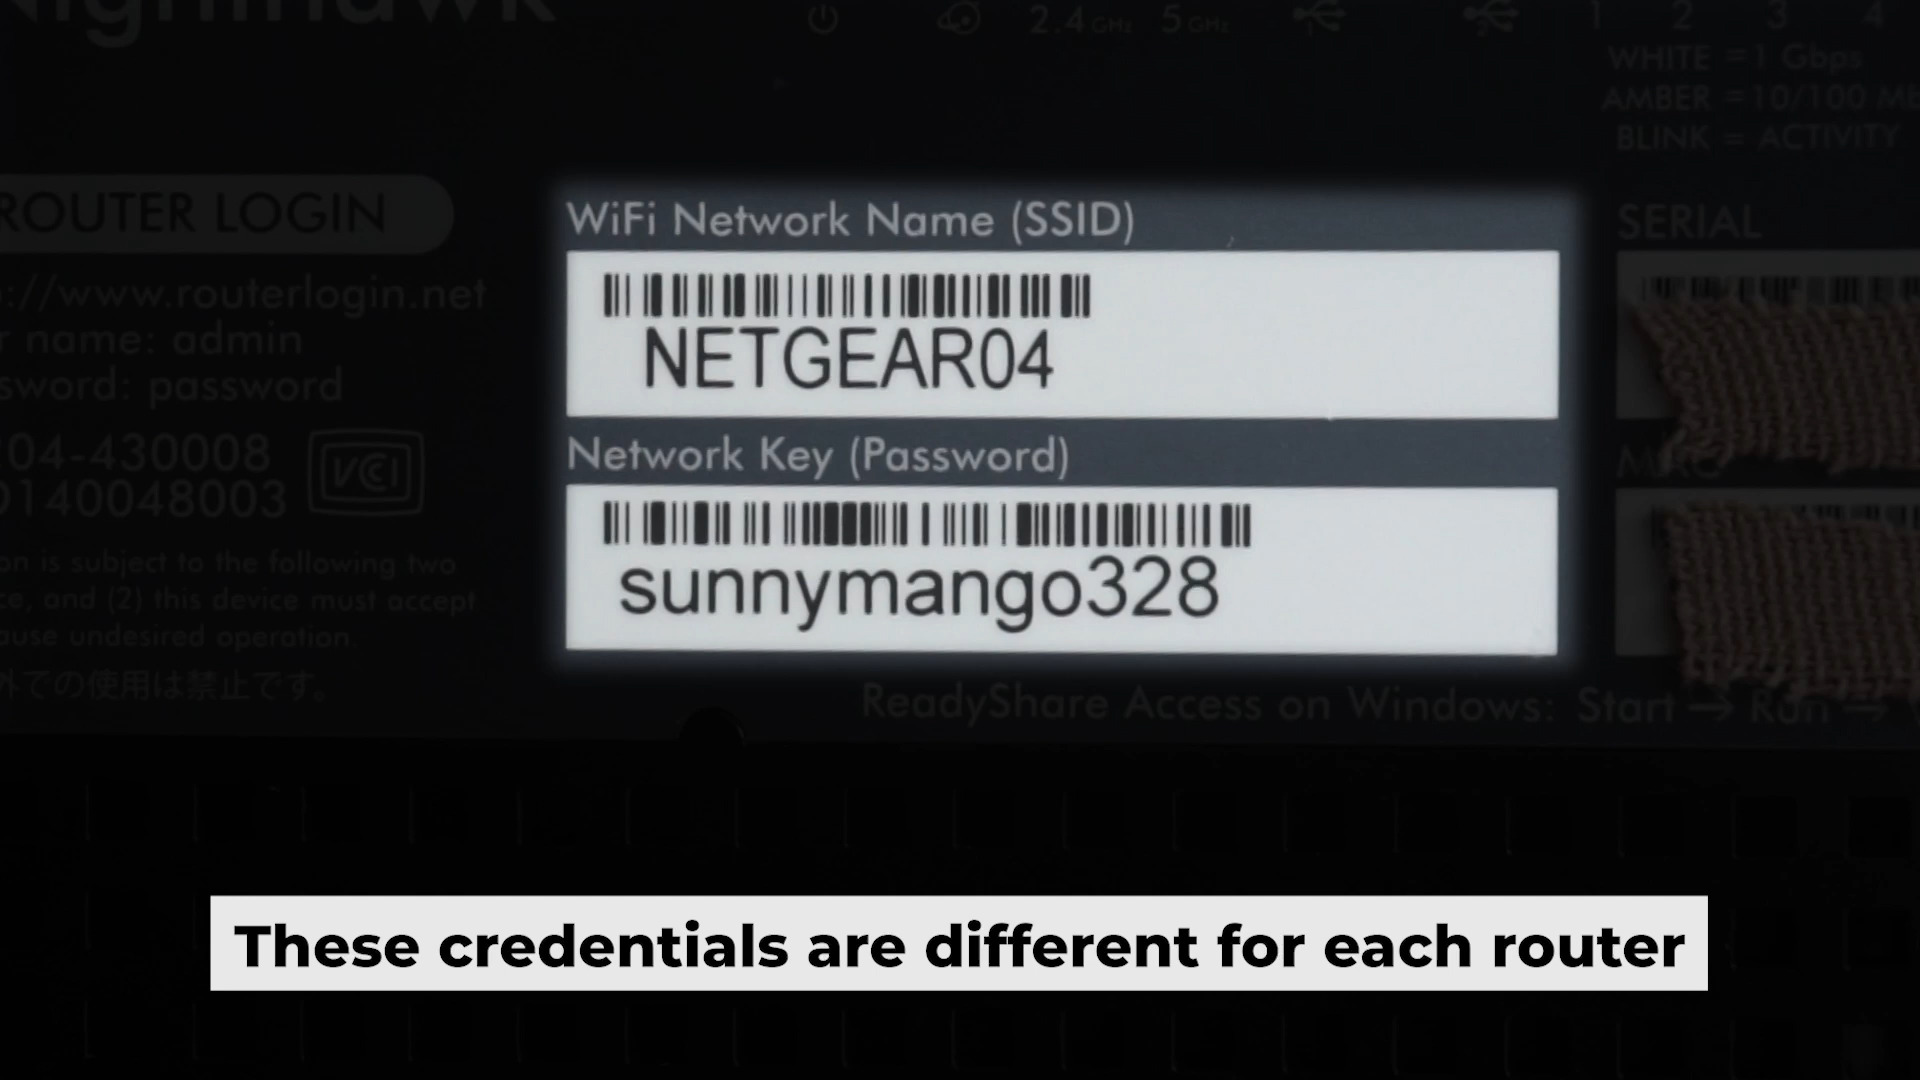 2.4GHz 5GHz 1 2 3 4
WHITE = 1 Gbps
AMBER = 10/100
BLINK = ACTIVITY
ROUTER LOGIN
://www.routerlogin.net
name: admin
sword: password
04-430008
140048003
VCI
on is subject to the following two
ce, and (2) this device must accept
ause undesired operation.
外での使用は禁止です。
WiFi Network Name (SSID)
NETGEAR04
Network Key (Password)
sunnymango328
SERIAL
ReadyShare Access on Windows: Start → Run →
These credentials are different for each router